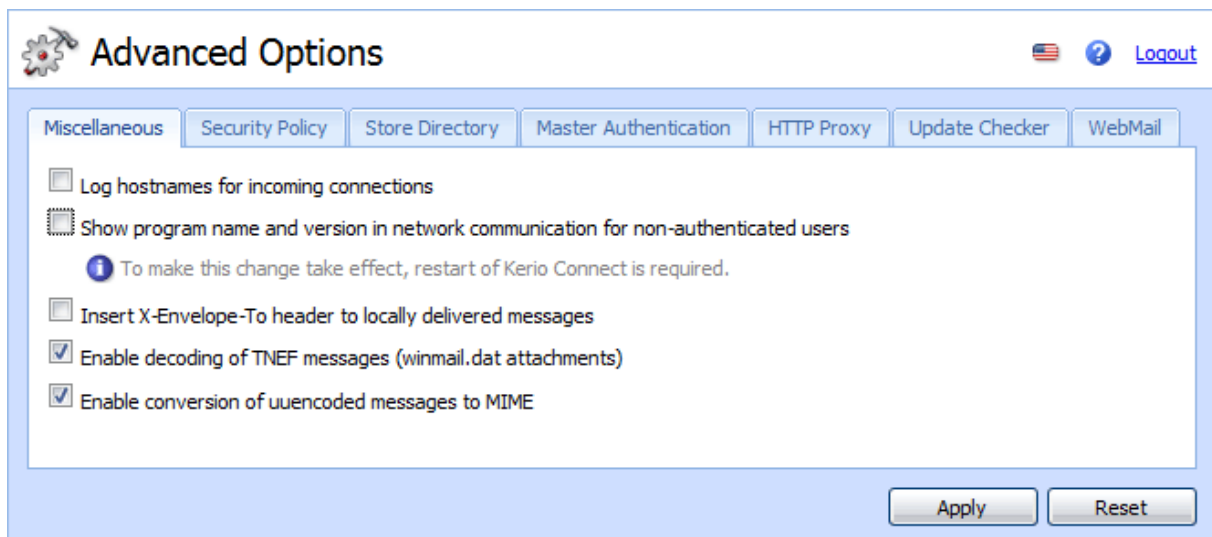 Advanced Options
Logout
Miscellaneous Security Policy Store Directory Master Authentication HTTP Proxy Update Checker WebMail
Log hostnames for incoming connections
Show program name and version in network communication for non-authenticated users
To make this change take effect, restart of Kerio Connect is required.
Insert X-Envelope-To header to locally delivered messages
Enable decoding of TNEF messages (winmail.dat attachments)
Enable conversion of uuencoded messages to MIME
Apply Reset